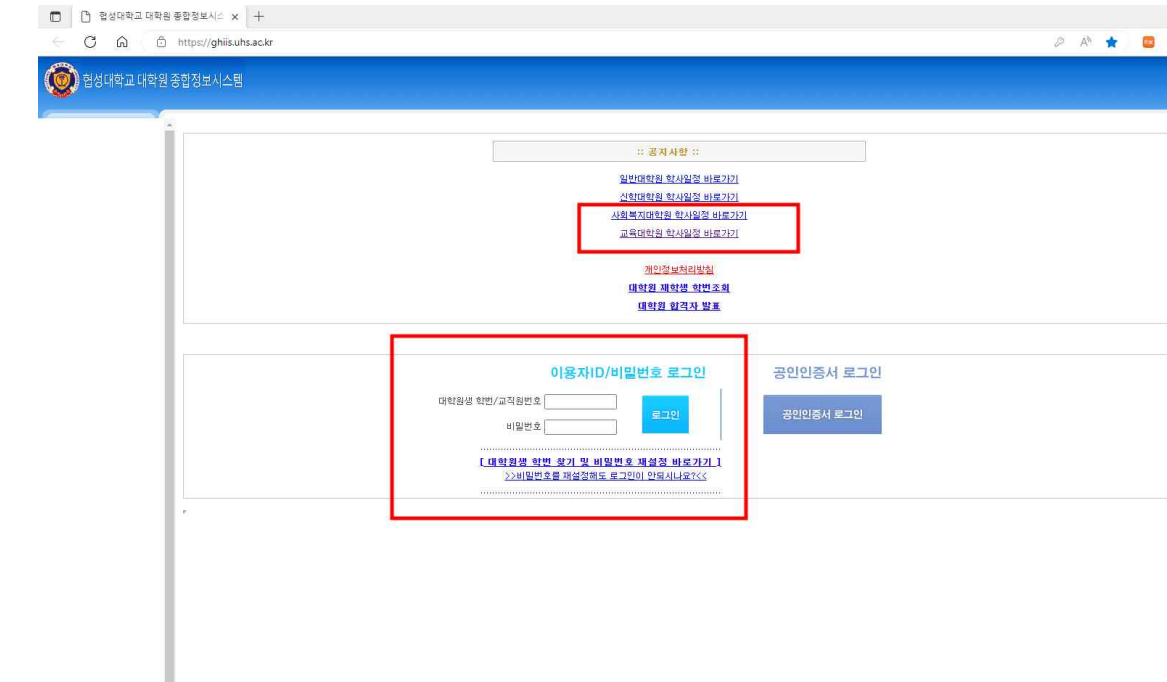 협성대학교 대학원 종합정보시스
https://ghiis.uhs.ac.kr
협성대학교 대학원 종합정보시스템
:: 공지사항 ::
일반대학원 학사일정 바로가기
신학대학원 학사일정 바로가기
사회복지대학원 학사일정 바로가기
교육대학원 학사일정 바로가기
개인정보처리방침
대학원 재학생 학번조회
대학원 합격자 발표
이용자ID/비밀번호 로그인
공인인증서 로그인
대학원생 학번/교직원번호
로그인
공인인증서 로그인
비밀번호
[ 대학원생 학번 찾기 및 비밀번호 재설정 바로가기 ]
>>비밀번호를 재설정해도 로그인이 안되시나요?<<